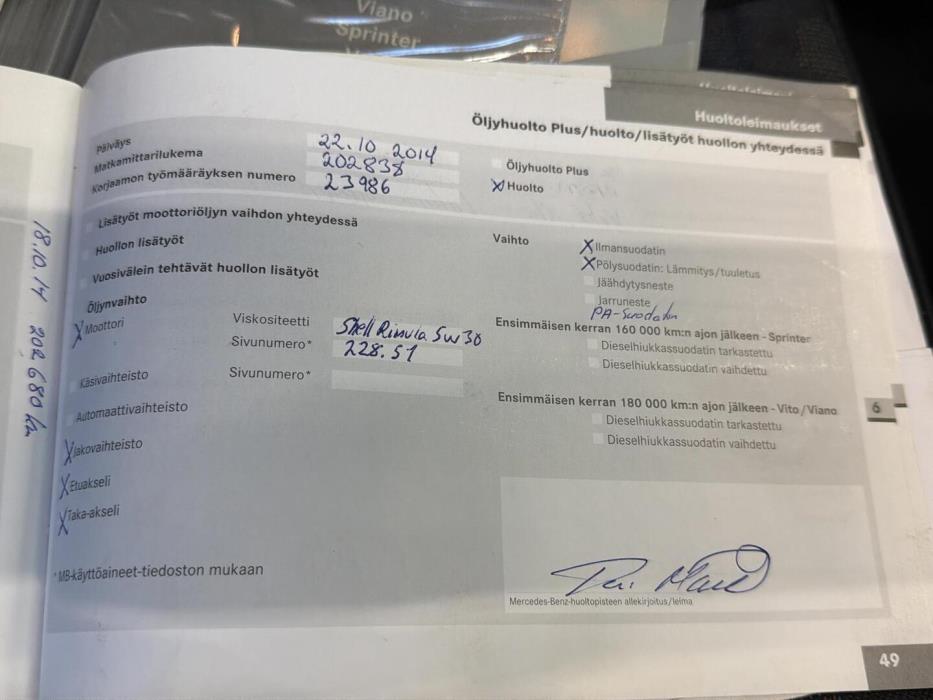 Viano
Sprinter
Huoltoleimaukset
Öljyhuolto Plus/huolto/lisätyöt huollon yhteydessä
Päiväys 22.10 2014
Matkamittarilukema 202838
Korjaamon työmääräyksen numero 23986
Öljyhuolto Plus
X Huolto
Lisätyöt moottoriöljyn vaihdon yhteydessä
Huollon lisätyöt
Vuosivälein tehtävät huollon lisätyöt
Öljynvaihto
X Moottori
Viskositeetti Shell Rimula 5w30
Sivunumero* 228.51
Käsivaihteisto
Sivunumero*
Automaattivaihteisto
X Jakovaihteisto
X Etuakseli
X Taka-akseli
* MB-käyttöaineet-tiedoston mukaan
Vaihto
X Ilmansuodatin
X Pölysuodatin: Lämmitys/tuuletus
Jäähdytysneste
Jarruneste
PA-Suodatin
Ensimmäisen kerran 160 000 km:n ajon jälkeen - Sprinter
Dieselhiukkassuodatin tarkastettu
Dieselhiukkassuodatin vaihdettu
Ensimmäisen kerran 180 000 km:n ajon jälkeen - Vito/Viano
Dieselhiukkassuodatin tarkastettu
Dieselhiukkassuodatin vaihdettu
6
Mercedes-Benz-huoltopisteen allekirjoitus/leima
49
18.10.14 202 680 km